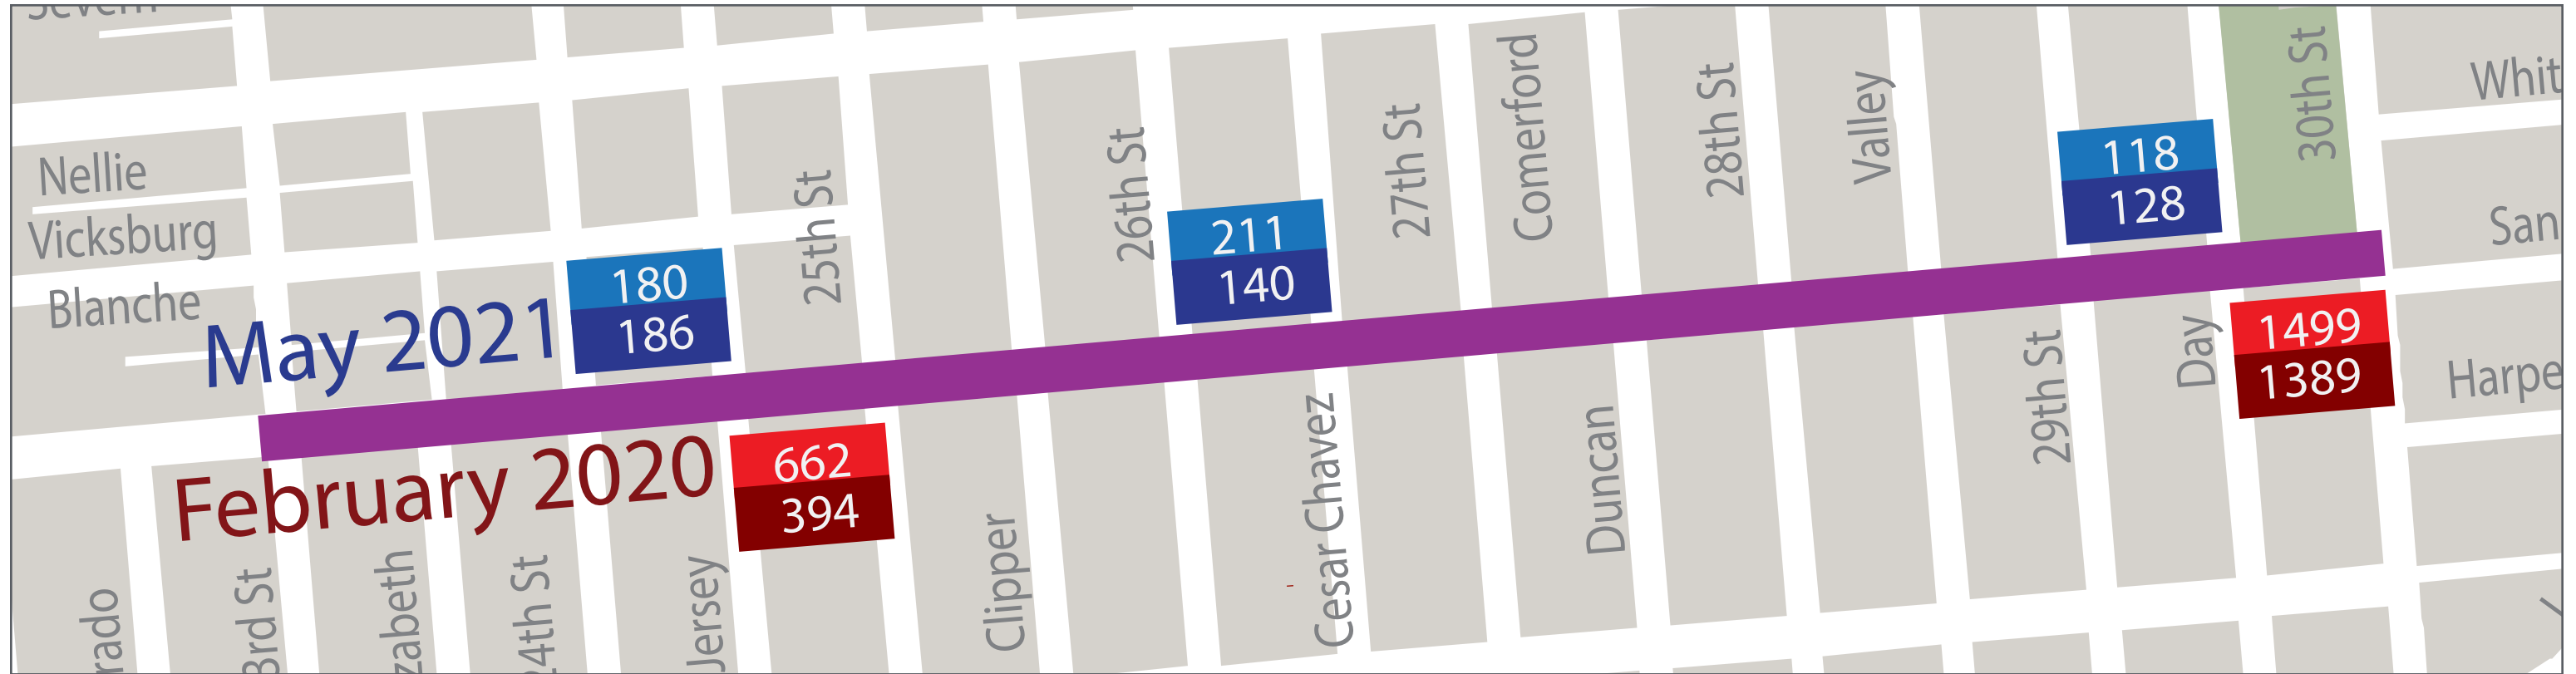 Severn
Nellie
Vicksburg
Blanche
May 2021
180
186
25th St
26th St
211
140
27th St
Comerford
28th St
Valley
118
128
30th St
Whit
San
Harpe
February 2020
662
394
1499
1389
rado
3rd St
zabeth
24th St
Jersey
Clipper
Cesar Chavez
Duncan
29th St
Day